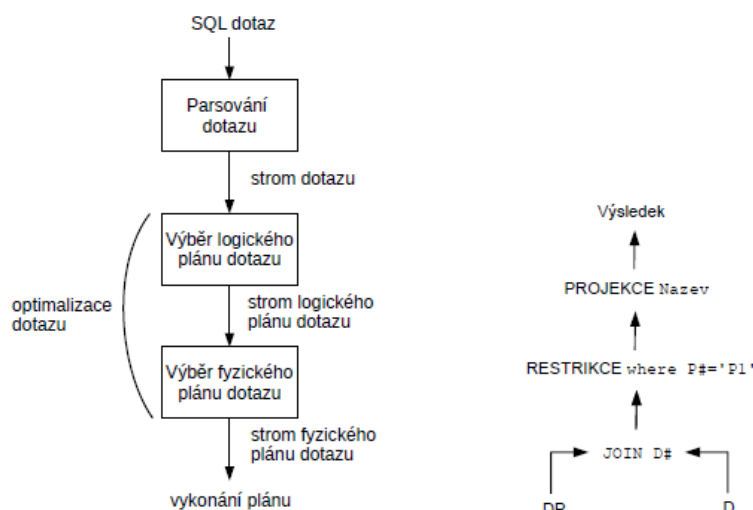 SQL dotaz
Parsování
dotazu
strom dotazu
Výběr logického
plánu dotazu
optimalizace
dotazu
strom logického
plánu dotazu
Výběr fyzického
plánu dotazu
strom fyzického
plánu dotazu
vykonání plánu
Výsledek
PROJEKCE Nazev
RESTRIKCE where P#='P1'
JOIN D#
DP
D